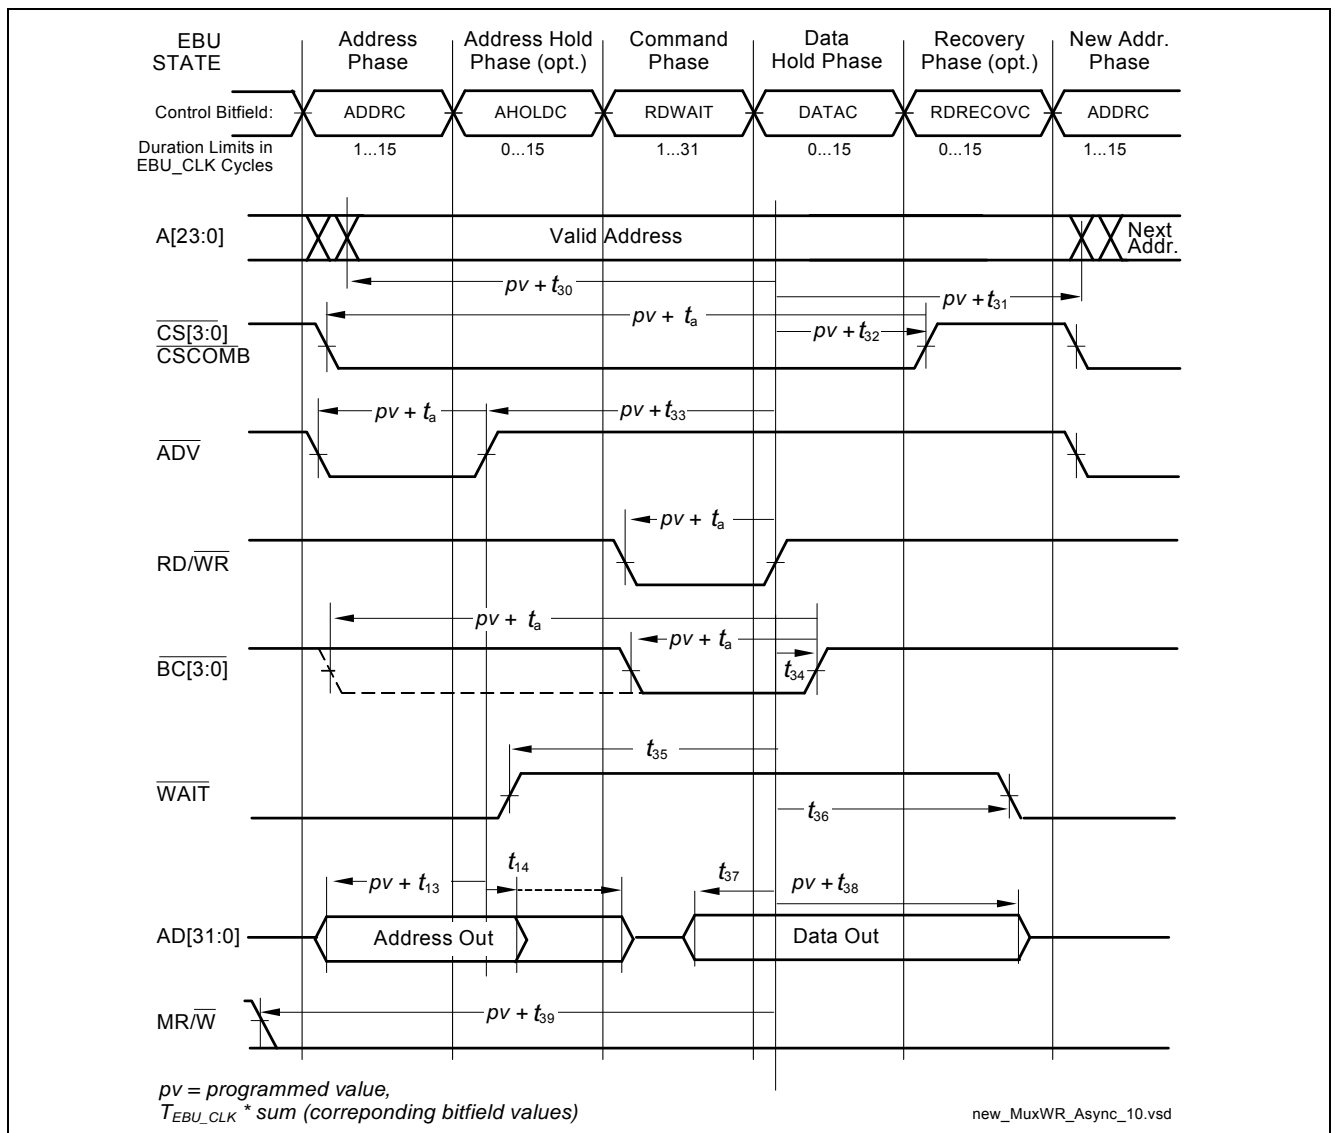 EBU STATE
Address Phase
Address Hold Phase (opt.)
Command Phase
Data Hold Phase
Recovery Phase (opt.)
New Addr. Phase
Control Bitfield:
ADDRC
AHOLDC
RDWAIT
DATAC
RDRECOVC
ADDRC
Duration Limits in EBU_CLK Cycles
1...15
0...15
1...31
0...15
0...15
1...15
A[23:0]
Valid Address
Next Addr.
pv + t30
pv + t31
pv + ta
CS[3:0]
CSCOMB
pv + t32
pv + ta
pv + t33
ADV
pv + ta
RD/WR
pv + ta
pv + ta
BC[3:0]
t34
t35
WAIT
t36
pv + t13
t14
t37
pv + t38
AD[31:0]
Address Out
Data Out
MR/W
pv + t39
pv = programmed value,
TEBU_CLK * sum (correponding bitfield values)
new_MuxWR_Async_10.vsd